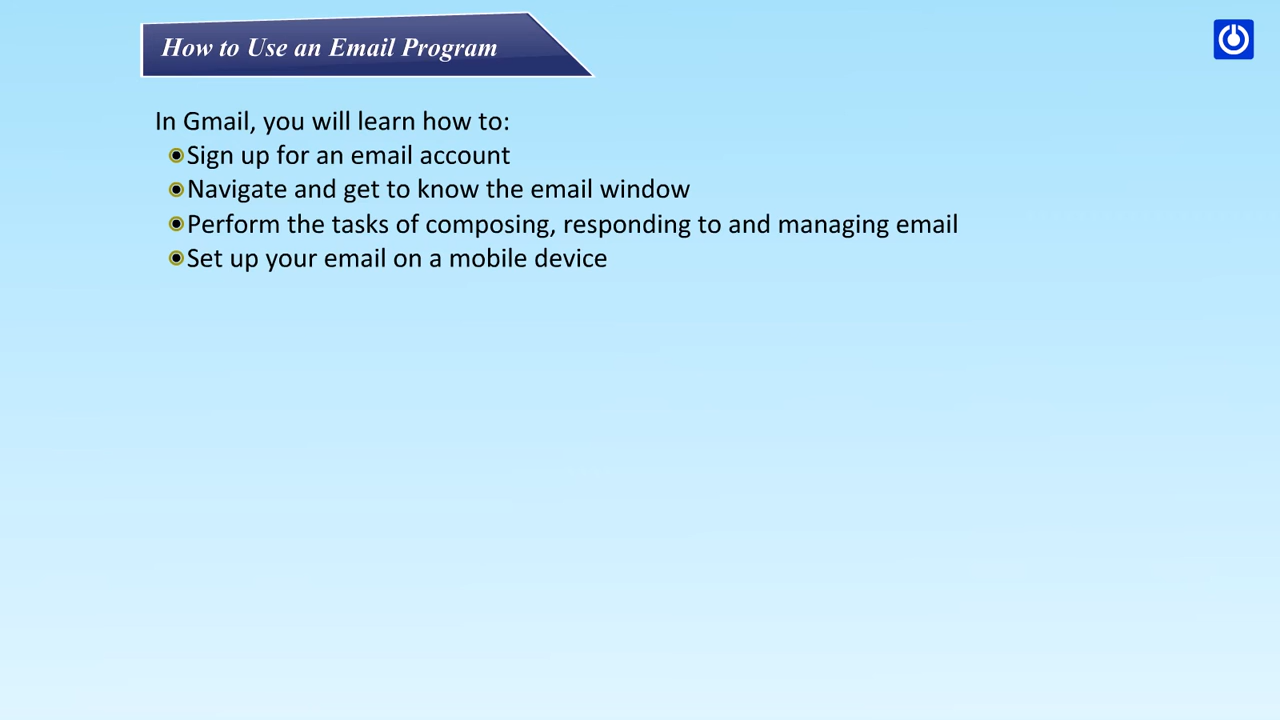 How to Use an Email Program
In Gmail, you will learn how to:
Sign up for an email account
Navigate and get to know the email window
Perform the tasks of composing, responding to and managing email
Set up your email on a mobile device